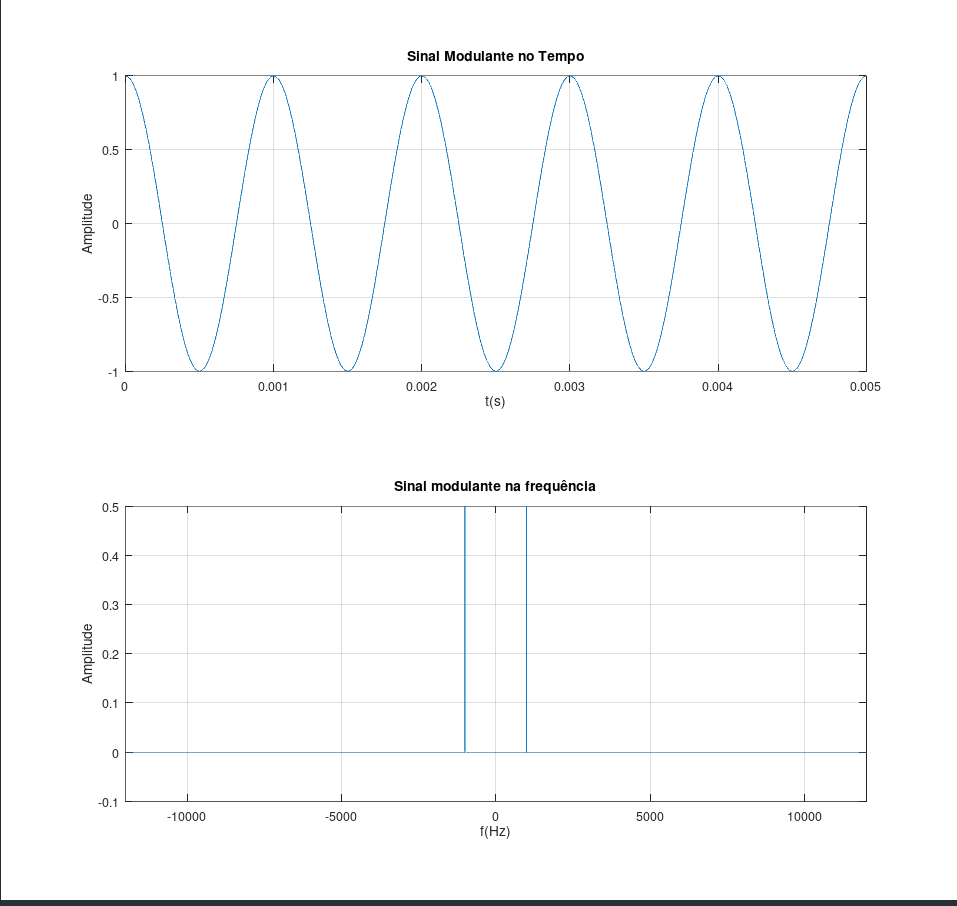 Sinal Modulante no Tempo
1
0.5
0
-0.5
-1
Amplitude
0 0.001 0.002 0.003 0.004 0.005
t(s)
Sinal modulante na frequência
0.5
0.4
0.3
0.2
0.1
0
-0.1
Amplitude
-10000 -5000 0 5000 10000
f(Hz)